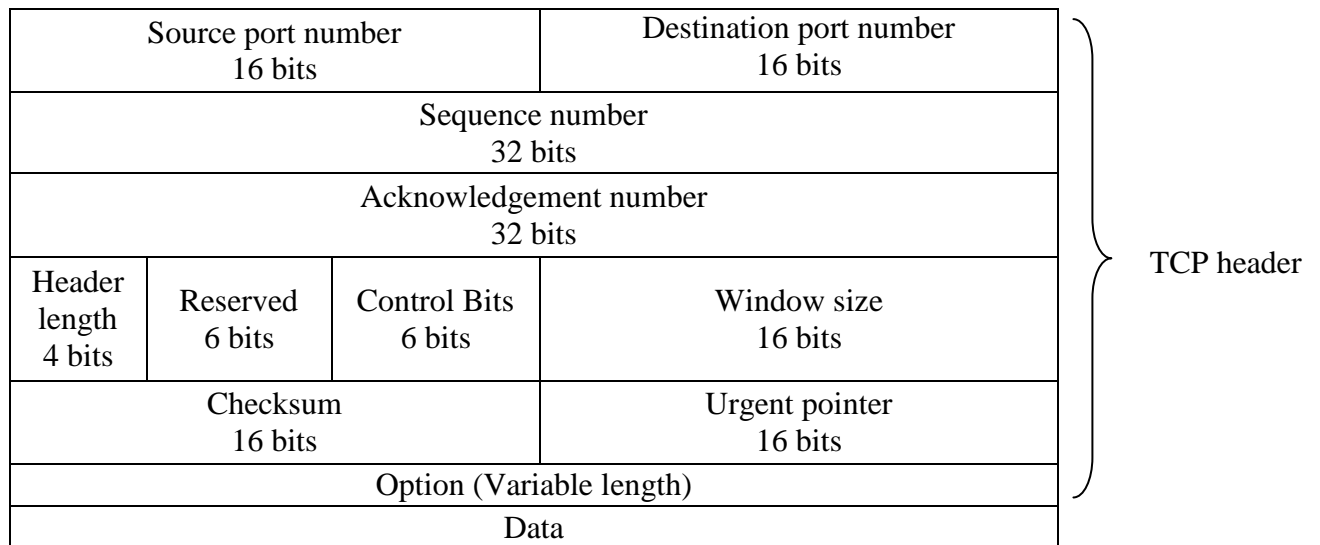 Source port number
16 bits
Destination port number
16 bits
Sequence number
32 bits
Acknowledgement number
32 bits
Header
length
4 bits
Reserved
6 bits
Control Bits
6 bits
Window size
16 bits
TCP header
Checksum
16 bits
Urgent pointer
16 bits
Option (Variable length)
Data